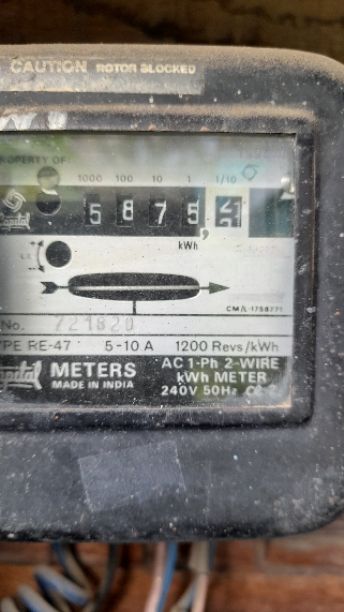 CAUTION ROTOR BLOCKED
PROPERTY OF
1000 100 10 1 1/10
5 8 7 5,
kWh
CM/L-1758771
No. 721820
TYPE RE-47 5-10 A 1200 Revs/kWh
capital METERS
MADE IN INDIA
AC 1-Ph 2-WIRE
kWh METER
240V 50Hz